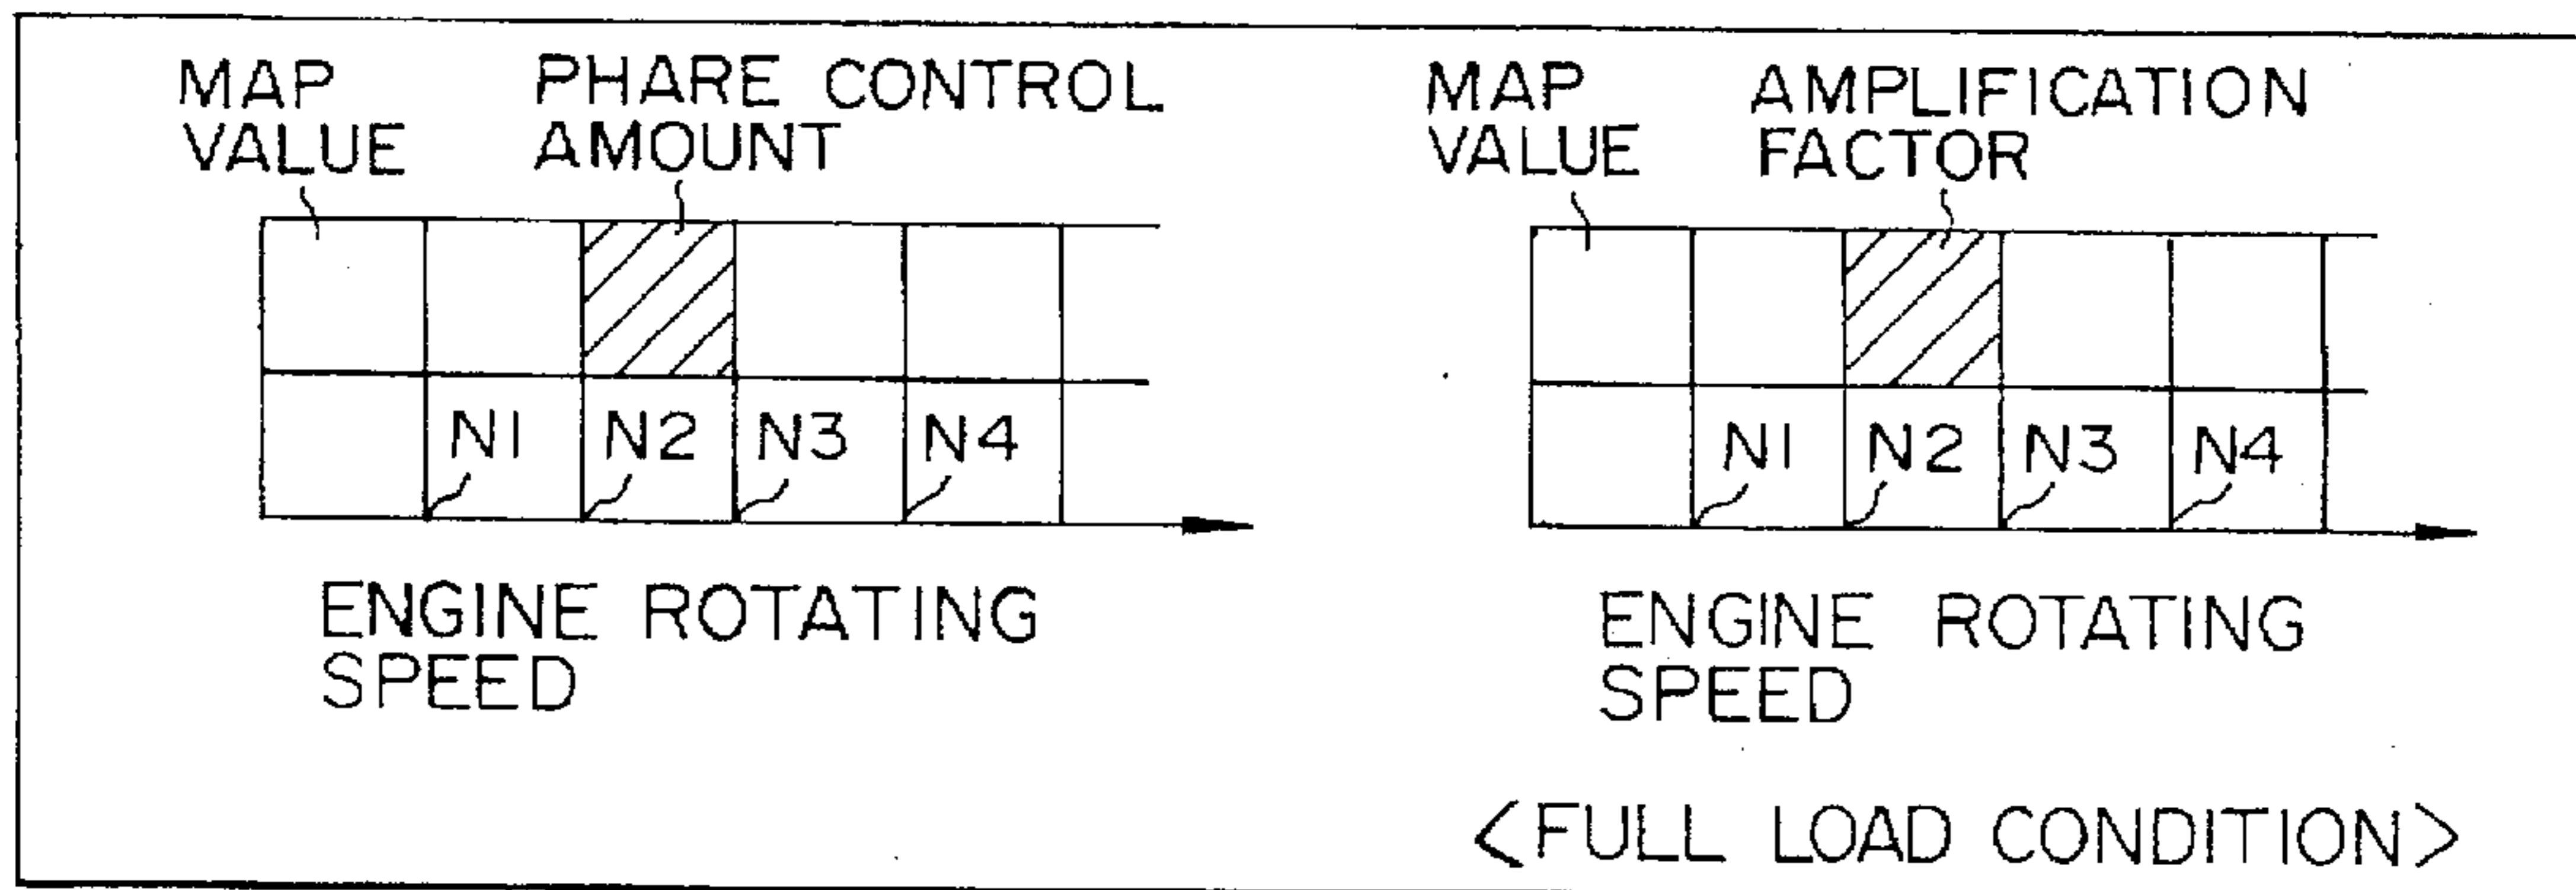 MAP
VALUE
PHARE CONTROL
AMOUNT
N1 N2 N3 N4
ENGINE ROTATING
SPEED
MAP
VALUE
AMPLIFICATION
FACTOR
N1 N2 N3 N4
ENGINE ROTATING
SPEED
<FULL LOAD CONDITION>